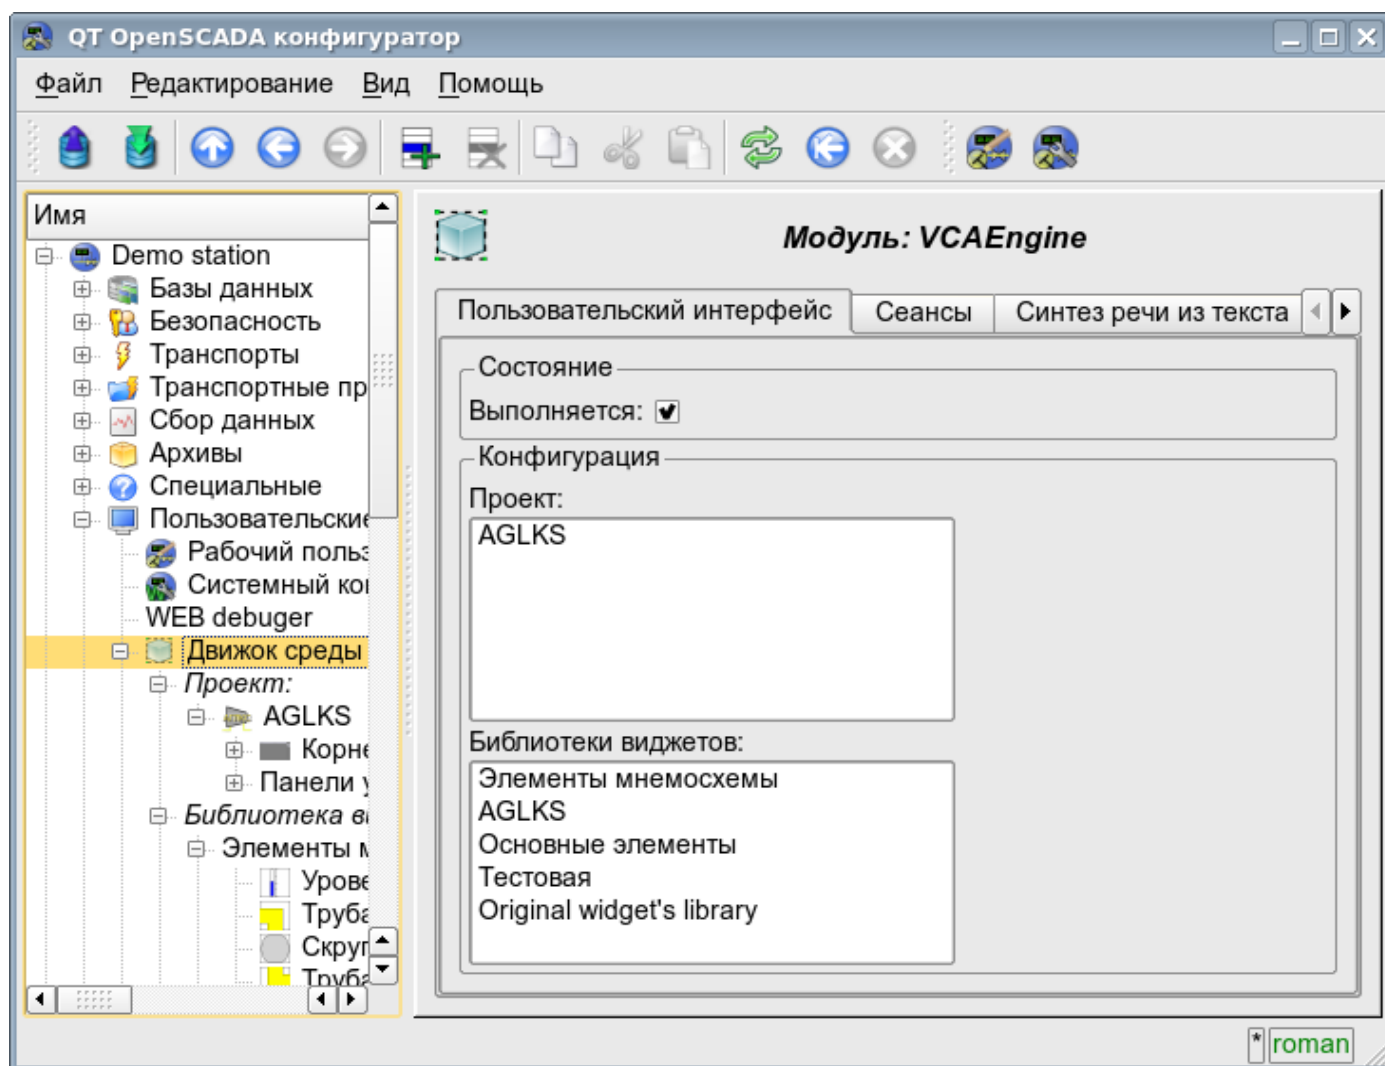 QT OpenSCADA конфигуратор
Файл Редактирование Вид Помощь
Имя
Demo station
Базы данных
Безопасность
Транспорты
Транспортные пр
Сбор данных
Архивы
Специальные
Пользовательские
Рабочий польз
Системный ко
WEB debuger
Движок среды
Проект:
AGLKS
Корне
Панели у
Библиотека ви
Элементы м
Урове
Труба
Скруг
Труба
Модуль: VCAEngine
Пользовательский интерфейс Сеансы Синтез речи из текста
Состояние
Выполняется:
Конфигурация
Проект:
AGLKS
Библиотеки виджетов:
Элементы мнемосхемы
AGLKS
Основные элементы
Тестовая
Original widget's library
* roman